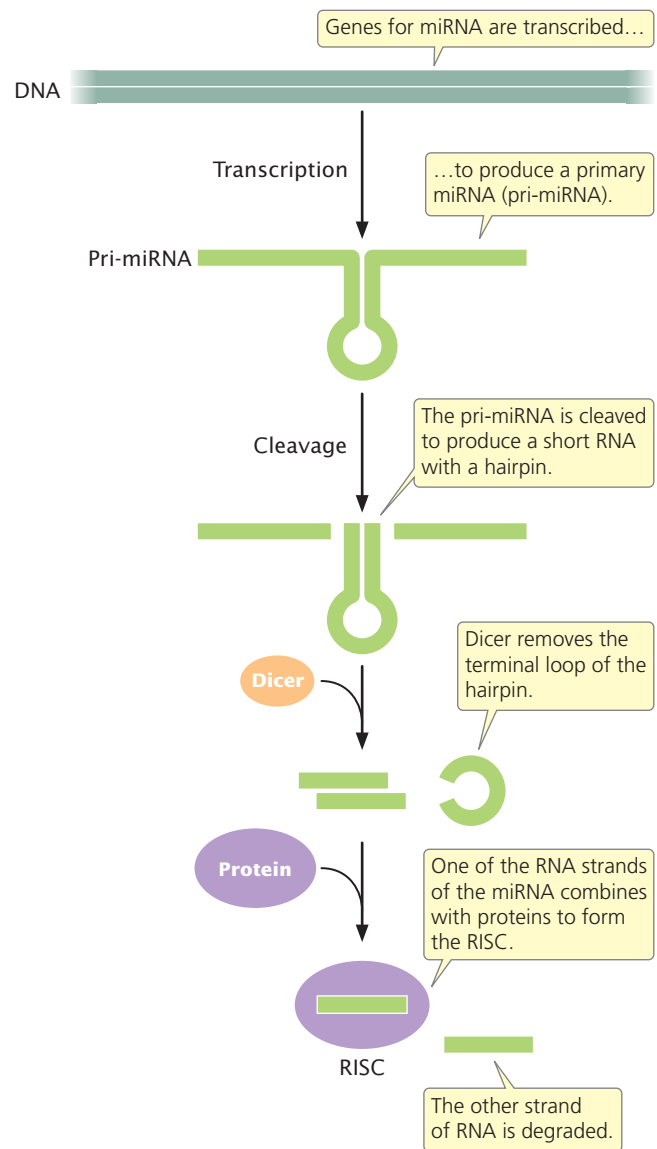 Genes for miRNA are transcribed…
DNA
Transcription
…to produce a primary
miRNA (pri-miRNA).
Pri-miRNA
The pri-miRNA is cleaved
to produce a short RNA
with a hairpin.
Cleavage
Dicer removes the
terminal loop of the
hairpin.
Dicer
One of the RNA strands
of the miRNA combines
with proteins to form
the RISC.
Protein
RISC
The other strand
of RNA is degraded.